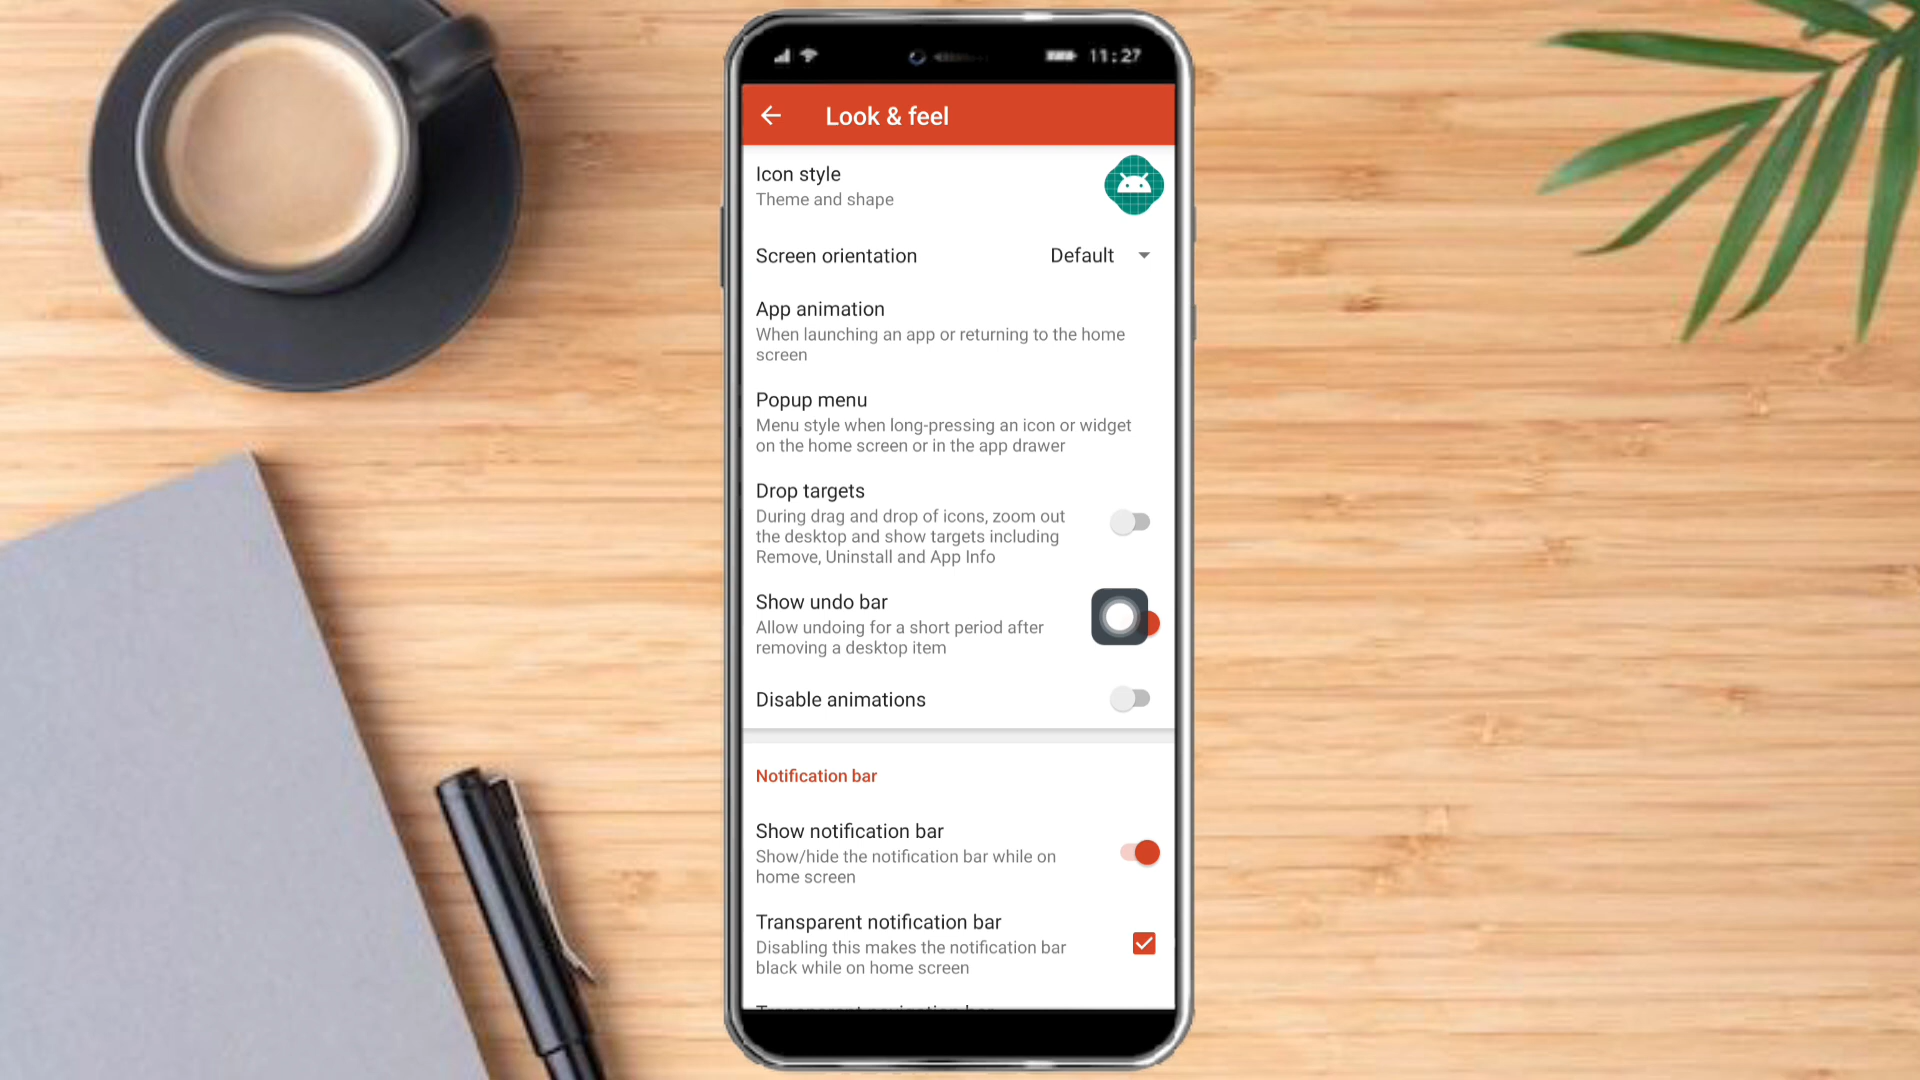 11:27
Look & feel
Icon style
Theme and shape
Screen orientation Default
App animation
When launching an app or returning to the home
screen
Popup menu
Menu style when long-pressing an icon or widget
on the home screen or in the app drawer
Drop targets
During drag and drop of icons, zoom out
the desktop and show targets including
Remove, Uninstall and App Info
Show undo bar
Allow undoing for a short period after
removing a desktop item
Disable animations
Notification bar
Show notification bar
Show/hide the notification bar while on
home screen
Transparent notification bar
Disabling this makes the notification bar
black while on home screen